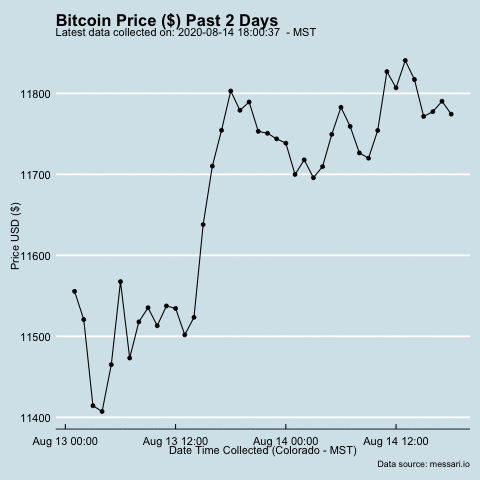 Bitcoin Price ($) Past 2 Days
Latest data collected on: 2020-08-14 18:00:37  - MST
11800
11700
11600
11500
11400
Price USD ($)
Aug 13 00:00 Aug 13 12:00 Aug 14 00:00 Aug 14 12:00
Date Time Collected (Colorado - MST)
Data source: messari.io